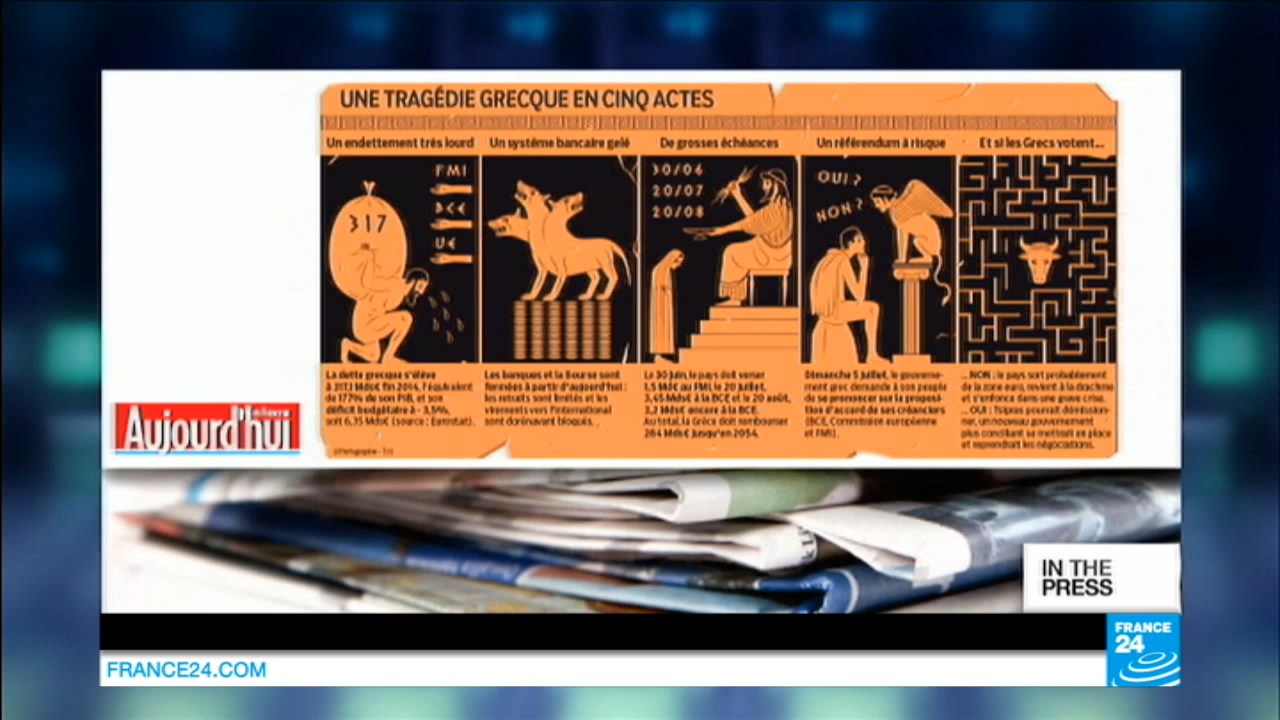 UNE TRAGÉDIE GRECQUE EN CINQ ACTES
Un endettement très lourd
FMI
BCE
UE
317
La dette grecque s'élève
à 317,1 Mds€ fin 2014, l'équivalent
de 177% de son PIB, et son
déficit budgétaire à - 3,5%,
soit 6,35 Mds€ (source : Eurostat).
Un système bancaire gelé
Les banques et la Bourse sont
fermées à partir d'aujourd'hui :
les retraits sont limités et les
virements vers l'international
sont dorénavant bloqués.
De grosses échéances
30/06
20/07
20/08
Le 30 juin, le pays doit verser
1,5 Md€ au FMI, le 20 juillet,
3,45 Mds€ à la BCE et le 20 août,
3,2 Mds€ encore à la BCE.
Au total, la Grèce doit rembourser
284 Mds€ jusqu'en 2054.
Un référendum à risque
OUI ?
NON ?
Dimanche 5 juillet, le gouverne-
ment grec demande à son peuple
de se prononcer sur la proposi-
tion d'accord de ses créanciers
(BCE, Commission européenne
et FMI).
Et si les Grecs votent...
... NON : le pays sort probablement
de la zone euro, revient à la drachme
et s'enfonce dans une grave crise.
... OUI : Tsipras pourrait démission-
ner, un nouveau gouvernement
plus conciliant se mettrait en place
et reprendrait les négociations.
Aujourd'hui
IN THE
PRESS
FRANCE
24
FRANCE24.COM